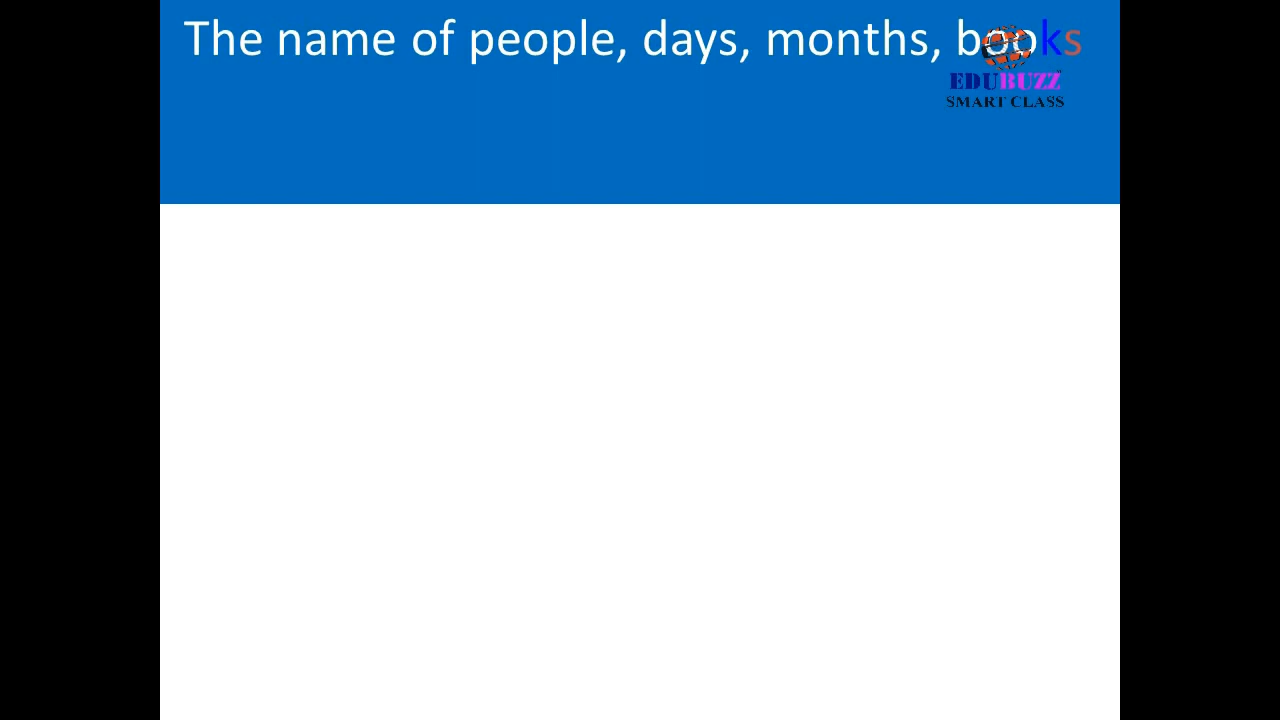 The name of people, days, months, books
EDUBUZZ
SMART CLASS